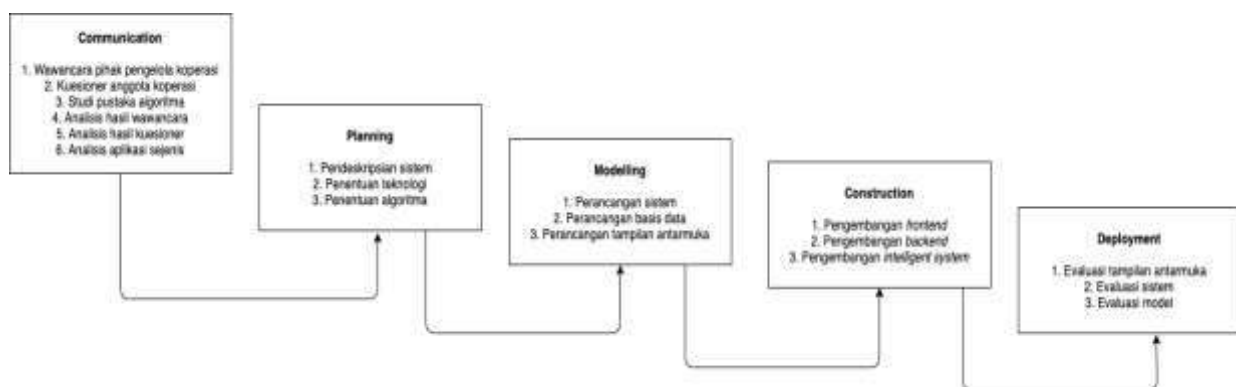 Communication
1. Wawancara pihak pengelola koperasi
2. Kuesioner anggota koperasi
3. Studi pustaka algoritma
4. Analisis hasil wawancara
5. Analisis hasil kuesioner
6. Analisis aplikasi sejenis
Planning
1. Pendeskripsian sistem
2. Penentuan teknologi
3. Penentuan algoritma
Modelling
1. Perancangan sistem
2. Perancangan basis data
3. Perancangan tampilan antarmuka
Construction
1. Pengembangan frontend
2. Pengembangan backend
3. Pengembangan intelligent system
Deployment
1. Evaluasi tampilan antarmuka
2. Evaluasi sistem
3. Evaluasi model